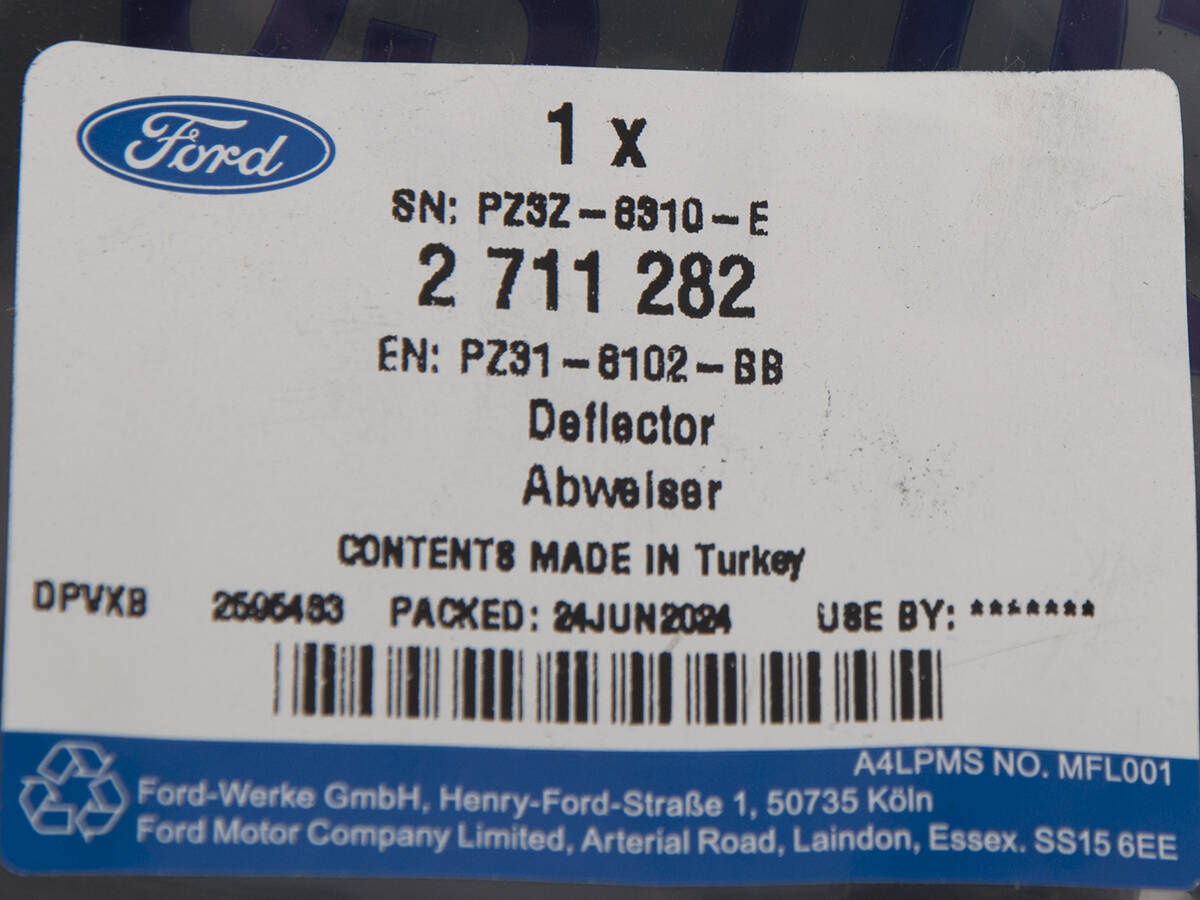 Ford
1 x
SN: PZ3Z-8310-E
2 711 282
EN: PZ31-8102-BB
Deflector
Abweiser
CONTENTS MADE IN Turkey
DPVXB PACKED: 24JUN2024 USE BY: *******
A4LPMS NO. MFL001
Ford-Werke GmbH, Henry-Ford-Straße 1, 50735 Köln
Ford Motor Company Limited, Arterial Road, Laindon, Essex. SS15 6EE